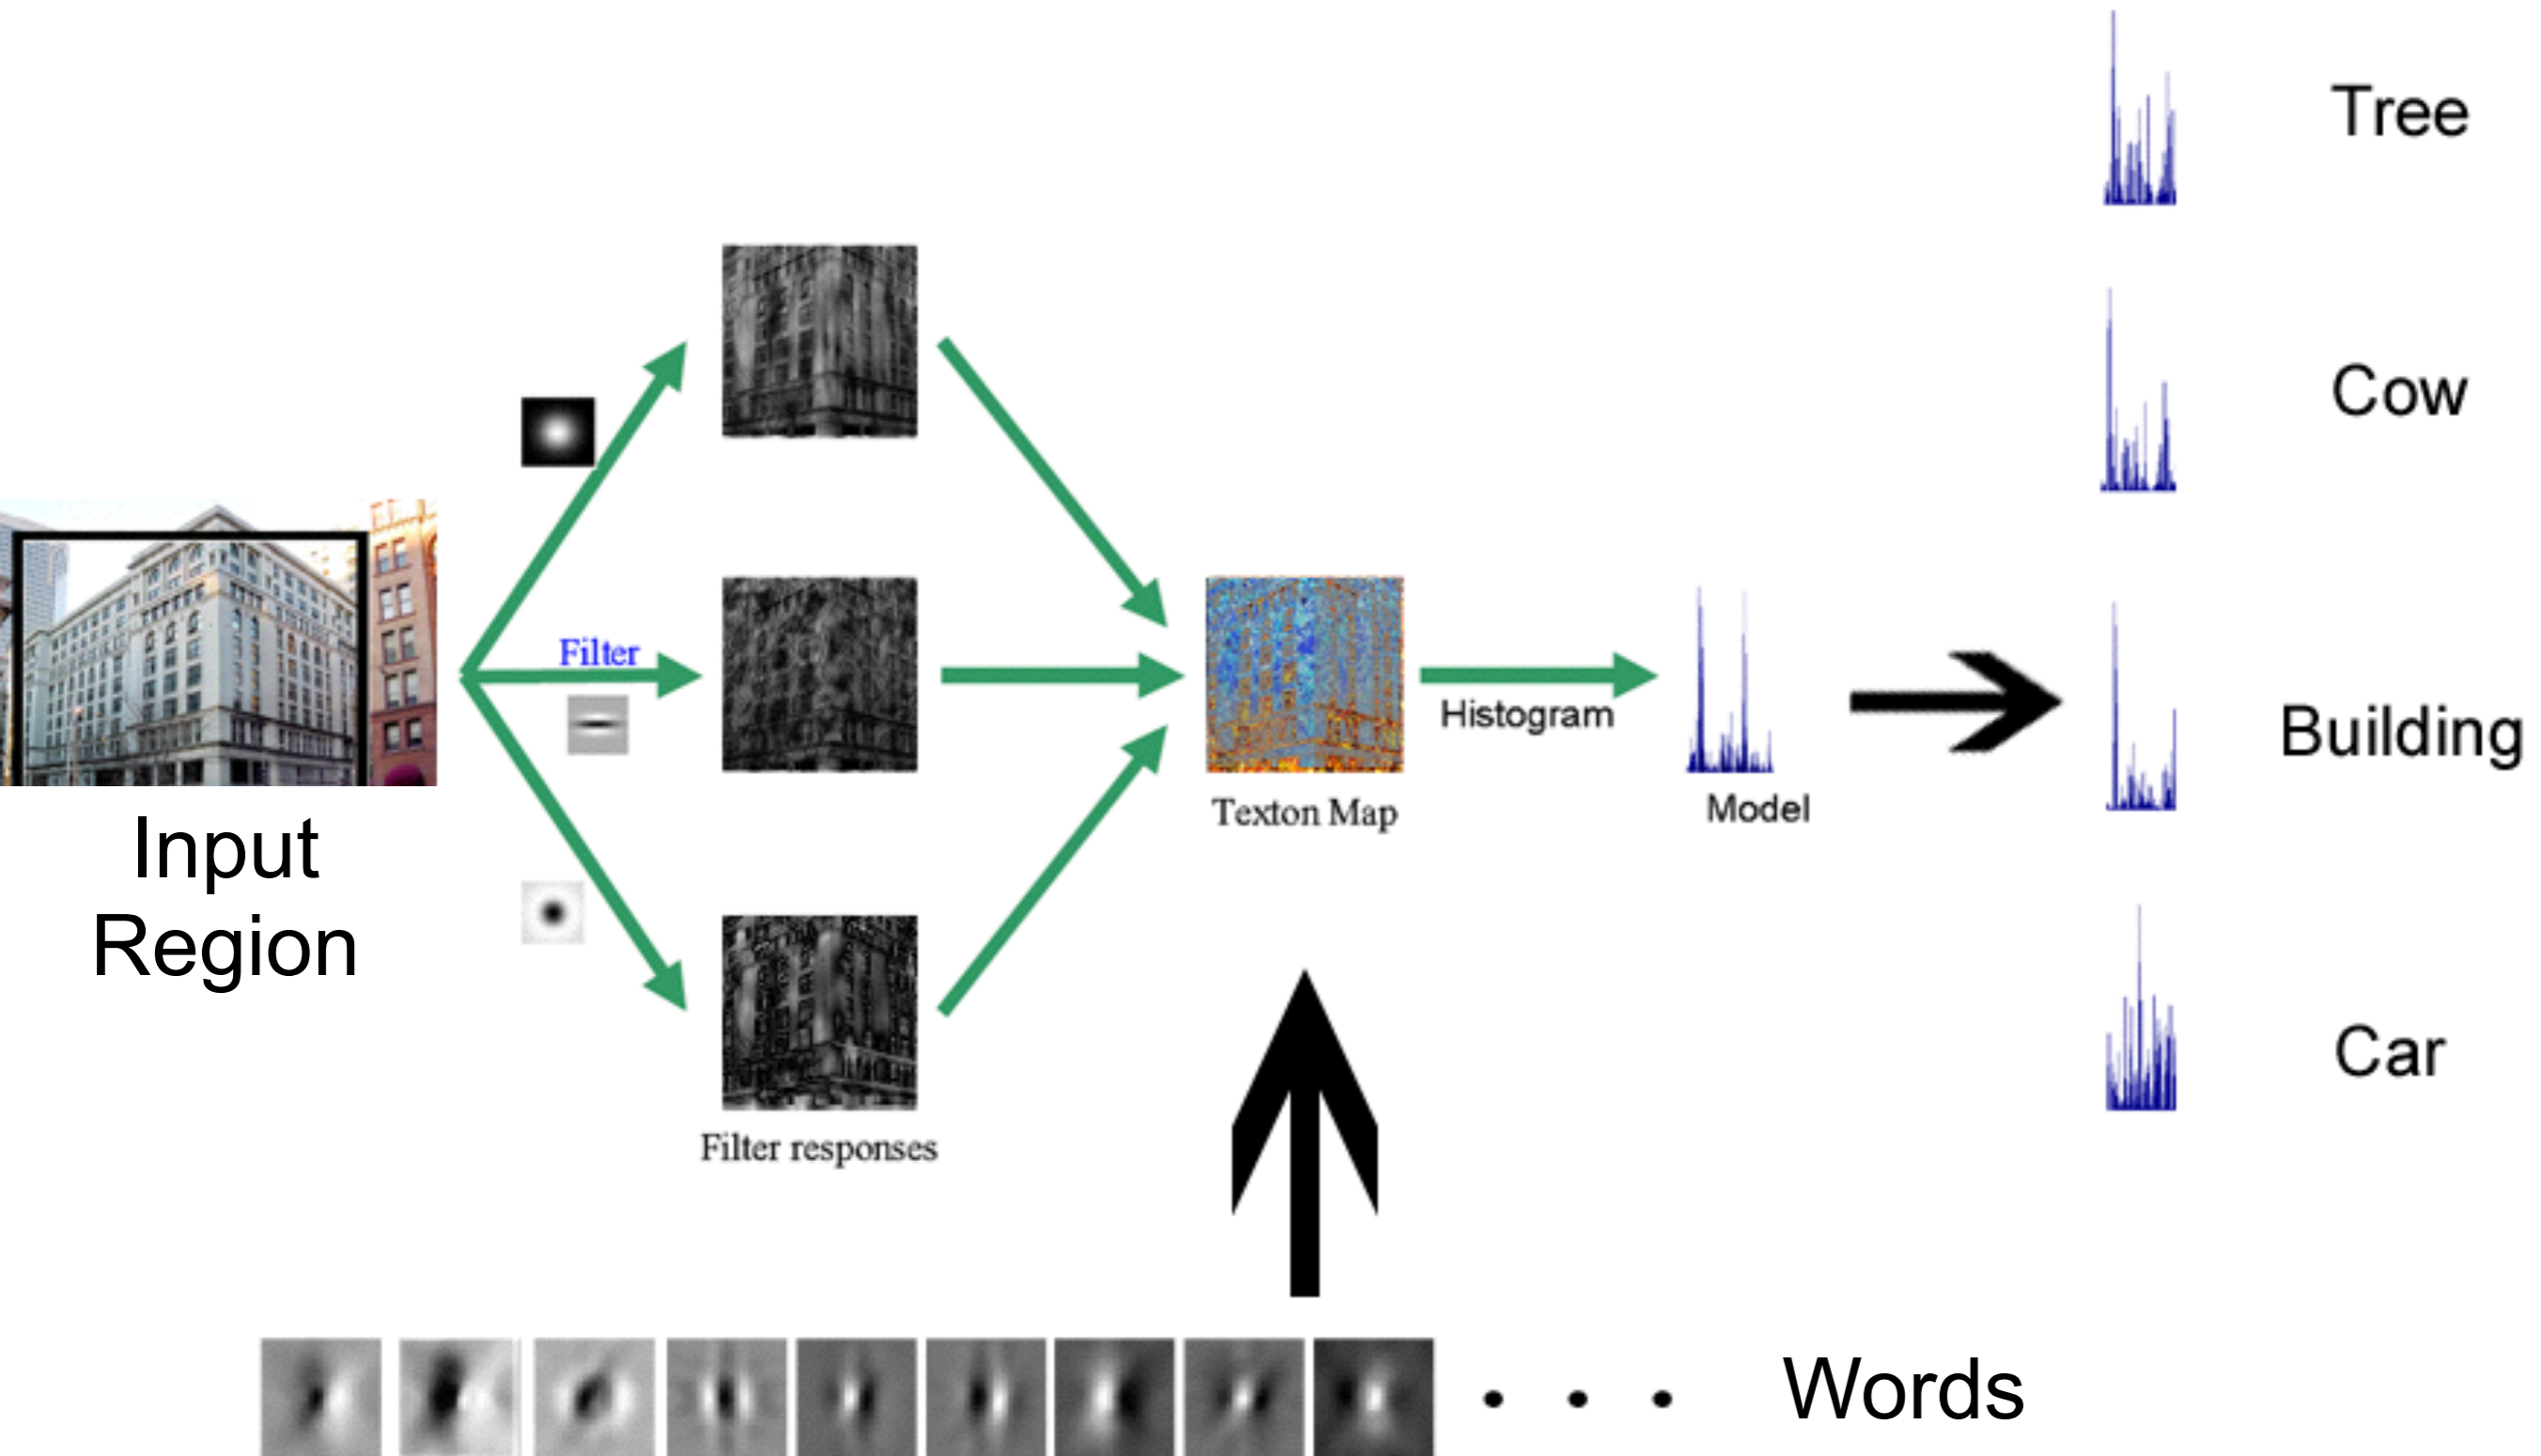 Tree
Cow
Filter
Histogram
Building
Texton Map
Model
Input
Region
Car
Filter responses
Words